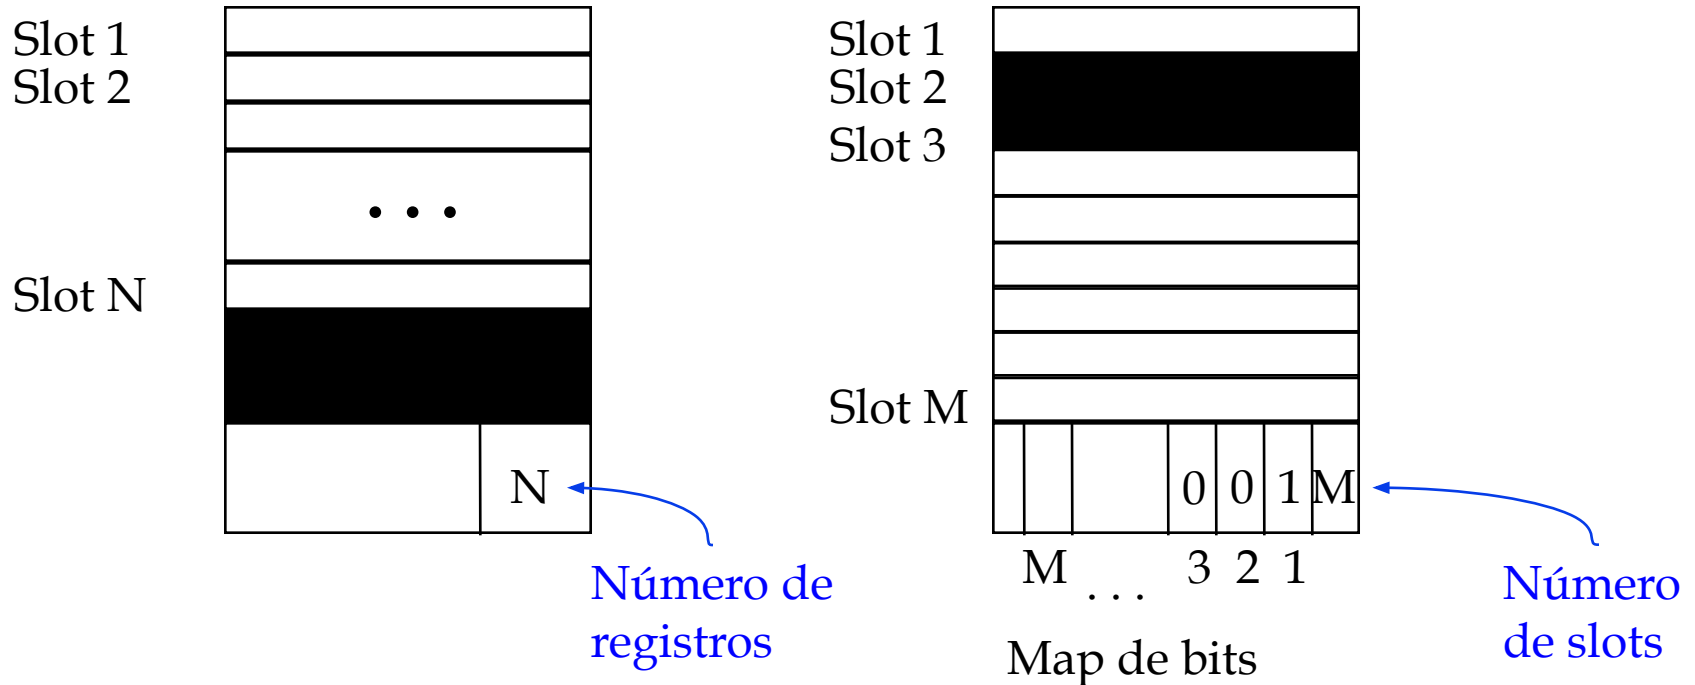 Slot 1
Slot 2
. . .
Slot N
N
Número de
registros
Slot 1
Slot 2
Slot 3
Slot M
0 0 1 M
M . . . 3 2 1
Map de bits
Número
de slots